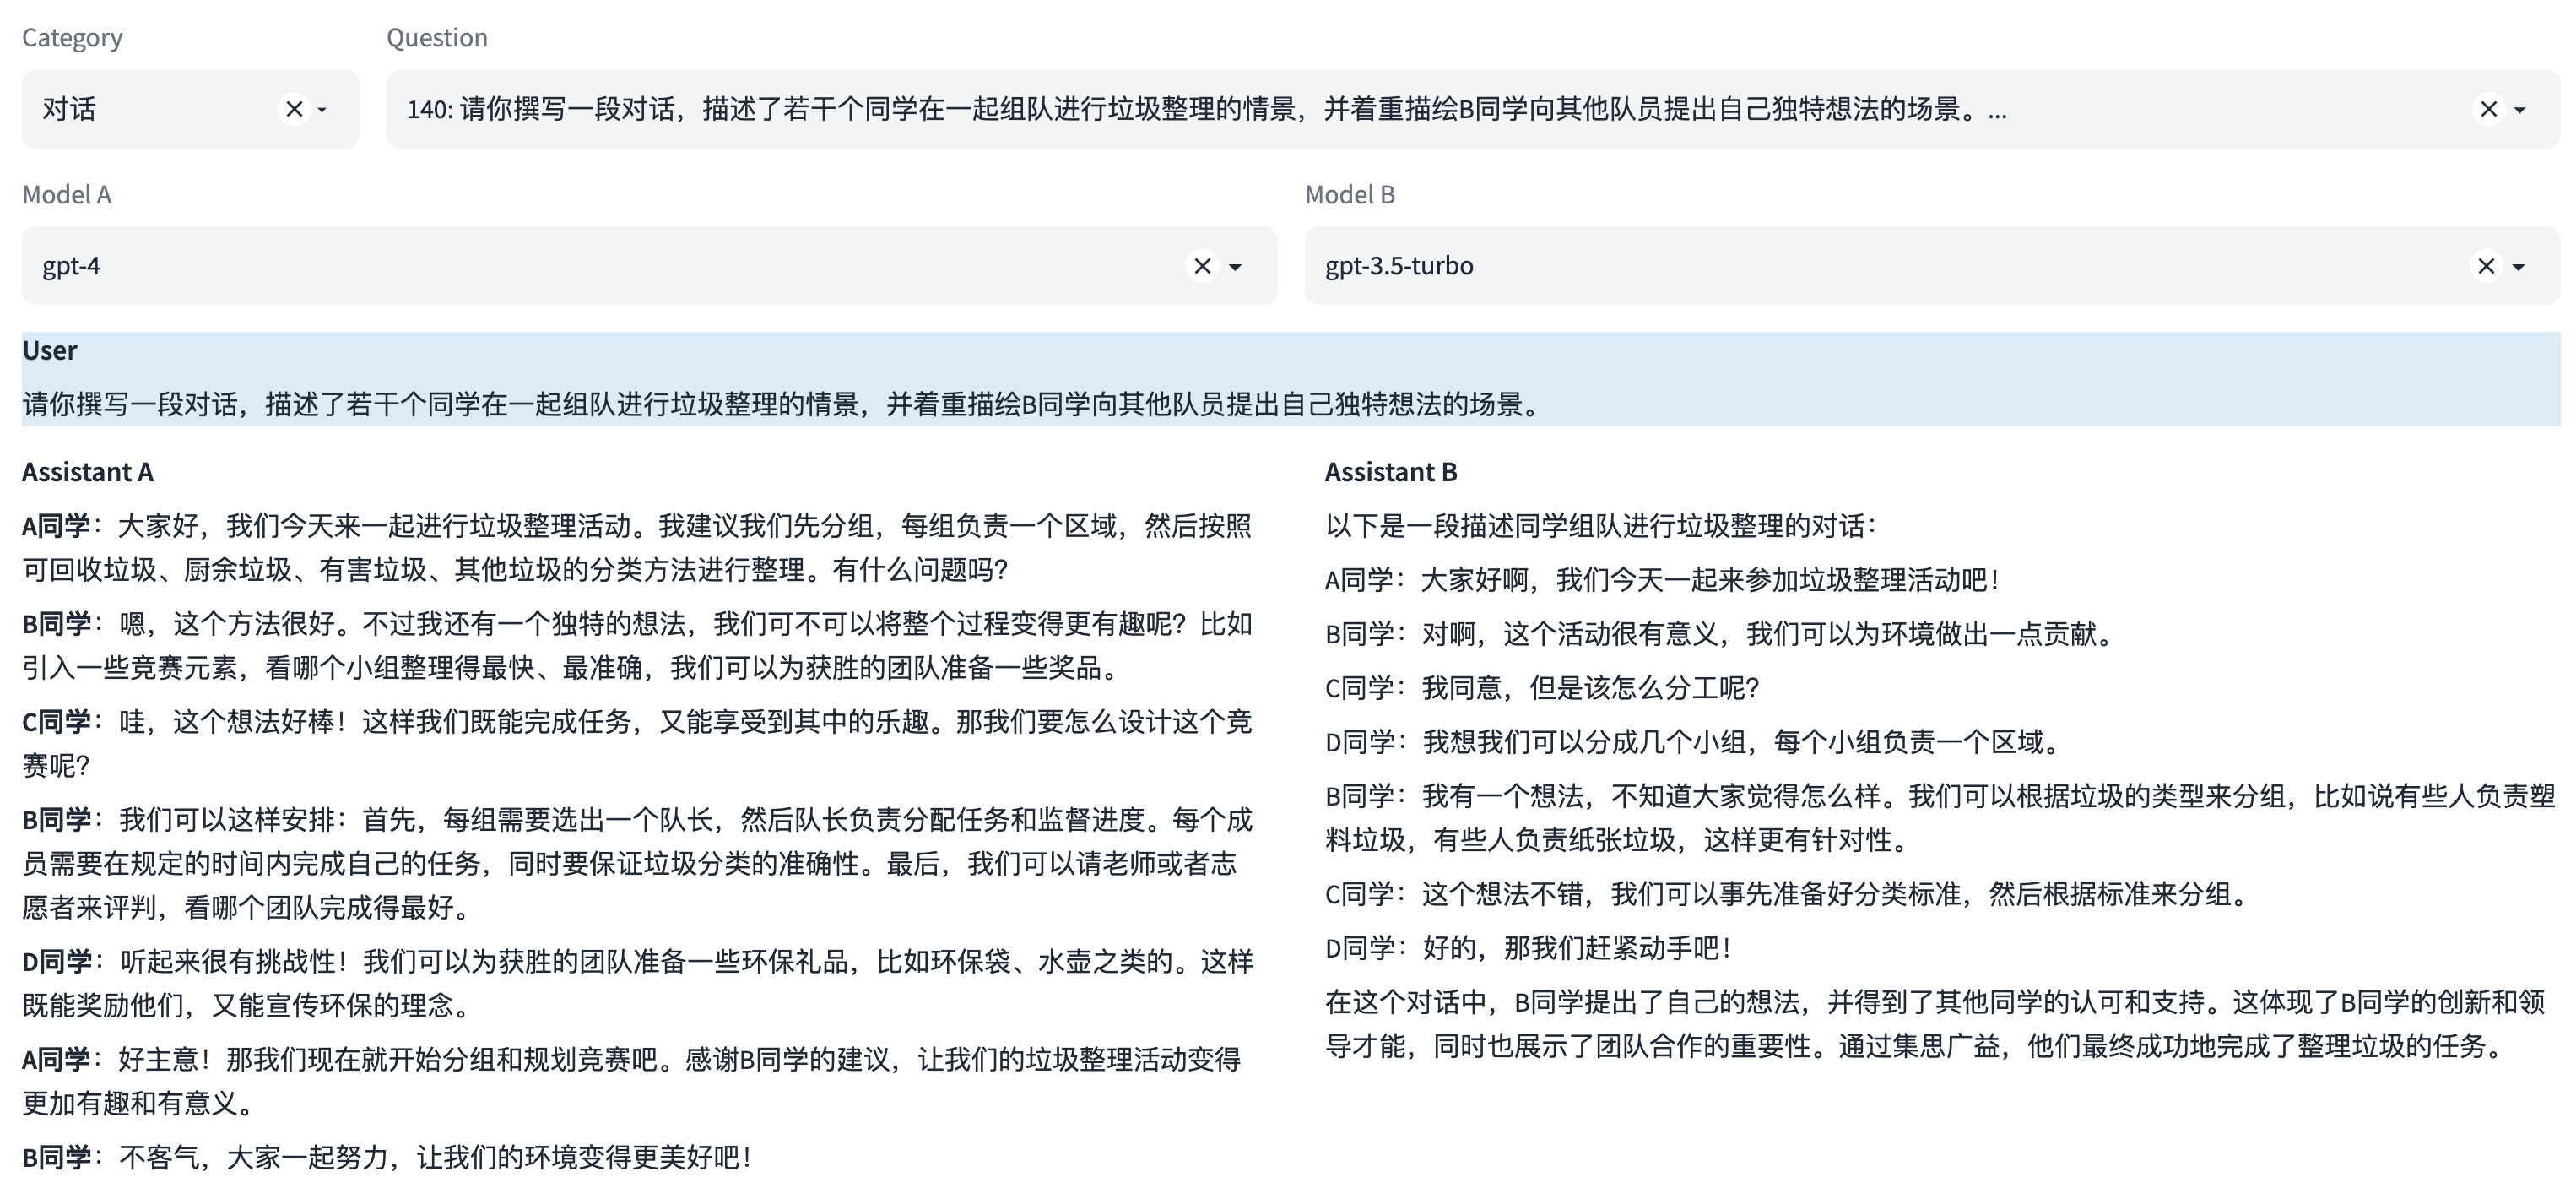 Category
Question
对话
140: 请你撰写一段对话，描述了若干个同学在一起组队进行垃圾整理的情景，并着重描绘B同学向其他队员提出自己独特想法的场景。...
Model A
Model B
gpt-4
gpt-3.5-turbo
User
请你撰写一段对话，描述了若干个同学在一起组队进行垃圾整理的情景，并着重描绘B同学向其他队员提出自己独特想法的场景。
Assistant A
A同学：大家好，我们今天来一起进行垃圾整理活动。我建议我们先分组，每组负责一个区域，然后按照
可回收垃圾、厨余垃圾、有害垃圾、其他垃圾的分类方法进行整理。有什么问题吗？
B同学：嗯，这个方法很好。不过我还有一个独特的想法，我们可不可以将整个过程变得更有趣呢？比如
引入一些竞赛元素，看哪个小组整理得最快、最准确，我们可以为获胜的团队准备一些奖品。
C同学：哇，这个想法好棒！这样我们既能完成任务，又能享受到其中的乐趣。那我们要怎么设计这个竞
赛呢？
B同学：我们可以这样安排：首先，每组需要选出一个队长，然后队长负责分配任务和监督进度。每个成
员需要在规定的时间内完成自己的任务，同时要保证垃圾分类的准确性。最后，我们可以请老师或者志
愿者来评判，看哪个团队完成得最好。
D同学：听起来很有挑战性！我们可以为获胜的团队准备一些环保礼品，比如环保袋、水壶之类的。这样
既能奖励他们，又能宣传环保的理念。
A同学：好主意！那我们现在就开始分组和规划竞赛吧。感谢B同学的建议，让我们的垃圾整理活动变得
更加有趣和有意义。
B同学：不客气，大家一起努力，让我们的环境变得更美好吧！
Assistant B
以下是一段描述同学组队进行垃圾整理的对话：
A同学：大家好啊，我们今天一起来参加垃圾整理活动吧！
B同学：对啊，这个活动很有意义，我们可以为环境做出一点贡献。
C同学：我同意，但是该怎么分工呢？
D同学：我想我们可以分成几个小组，每个小组负责一个区域。
B同学：我有一个想法，不知道大家觉得怎么样。我们可以根据垃圾的类型来分组，比如说有些人负责塑
料垃圾，有些人负责纸张垃圾，这样更有针对性。
C同学：这个想法不错，我们可以事先准备好分类标准，然后根据标准来分组。
D同学：好的，那我们赶紧动手吧！
在这个对话中，B同学提出了自己的想法，并得到了其他同学的认可和支持。这体现了B同学的创新和领
导才能，同时也展示了团队合作的重要性。通过集思广益，他们最终成功地完成了整理垃圾的任务。